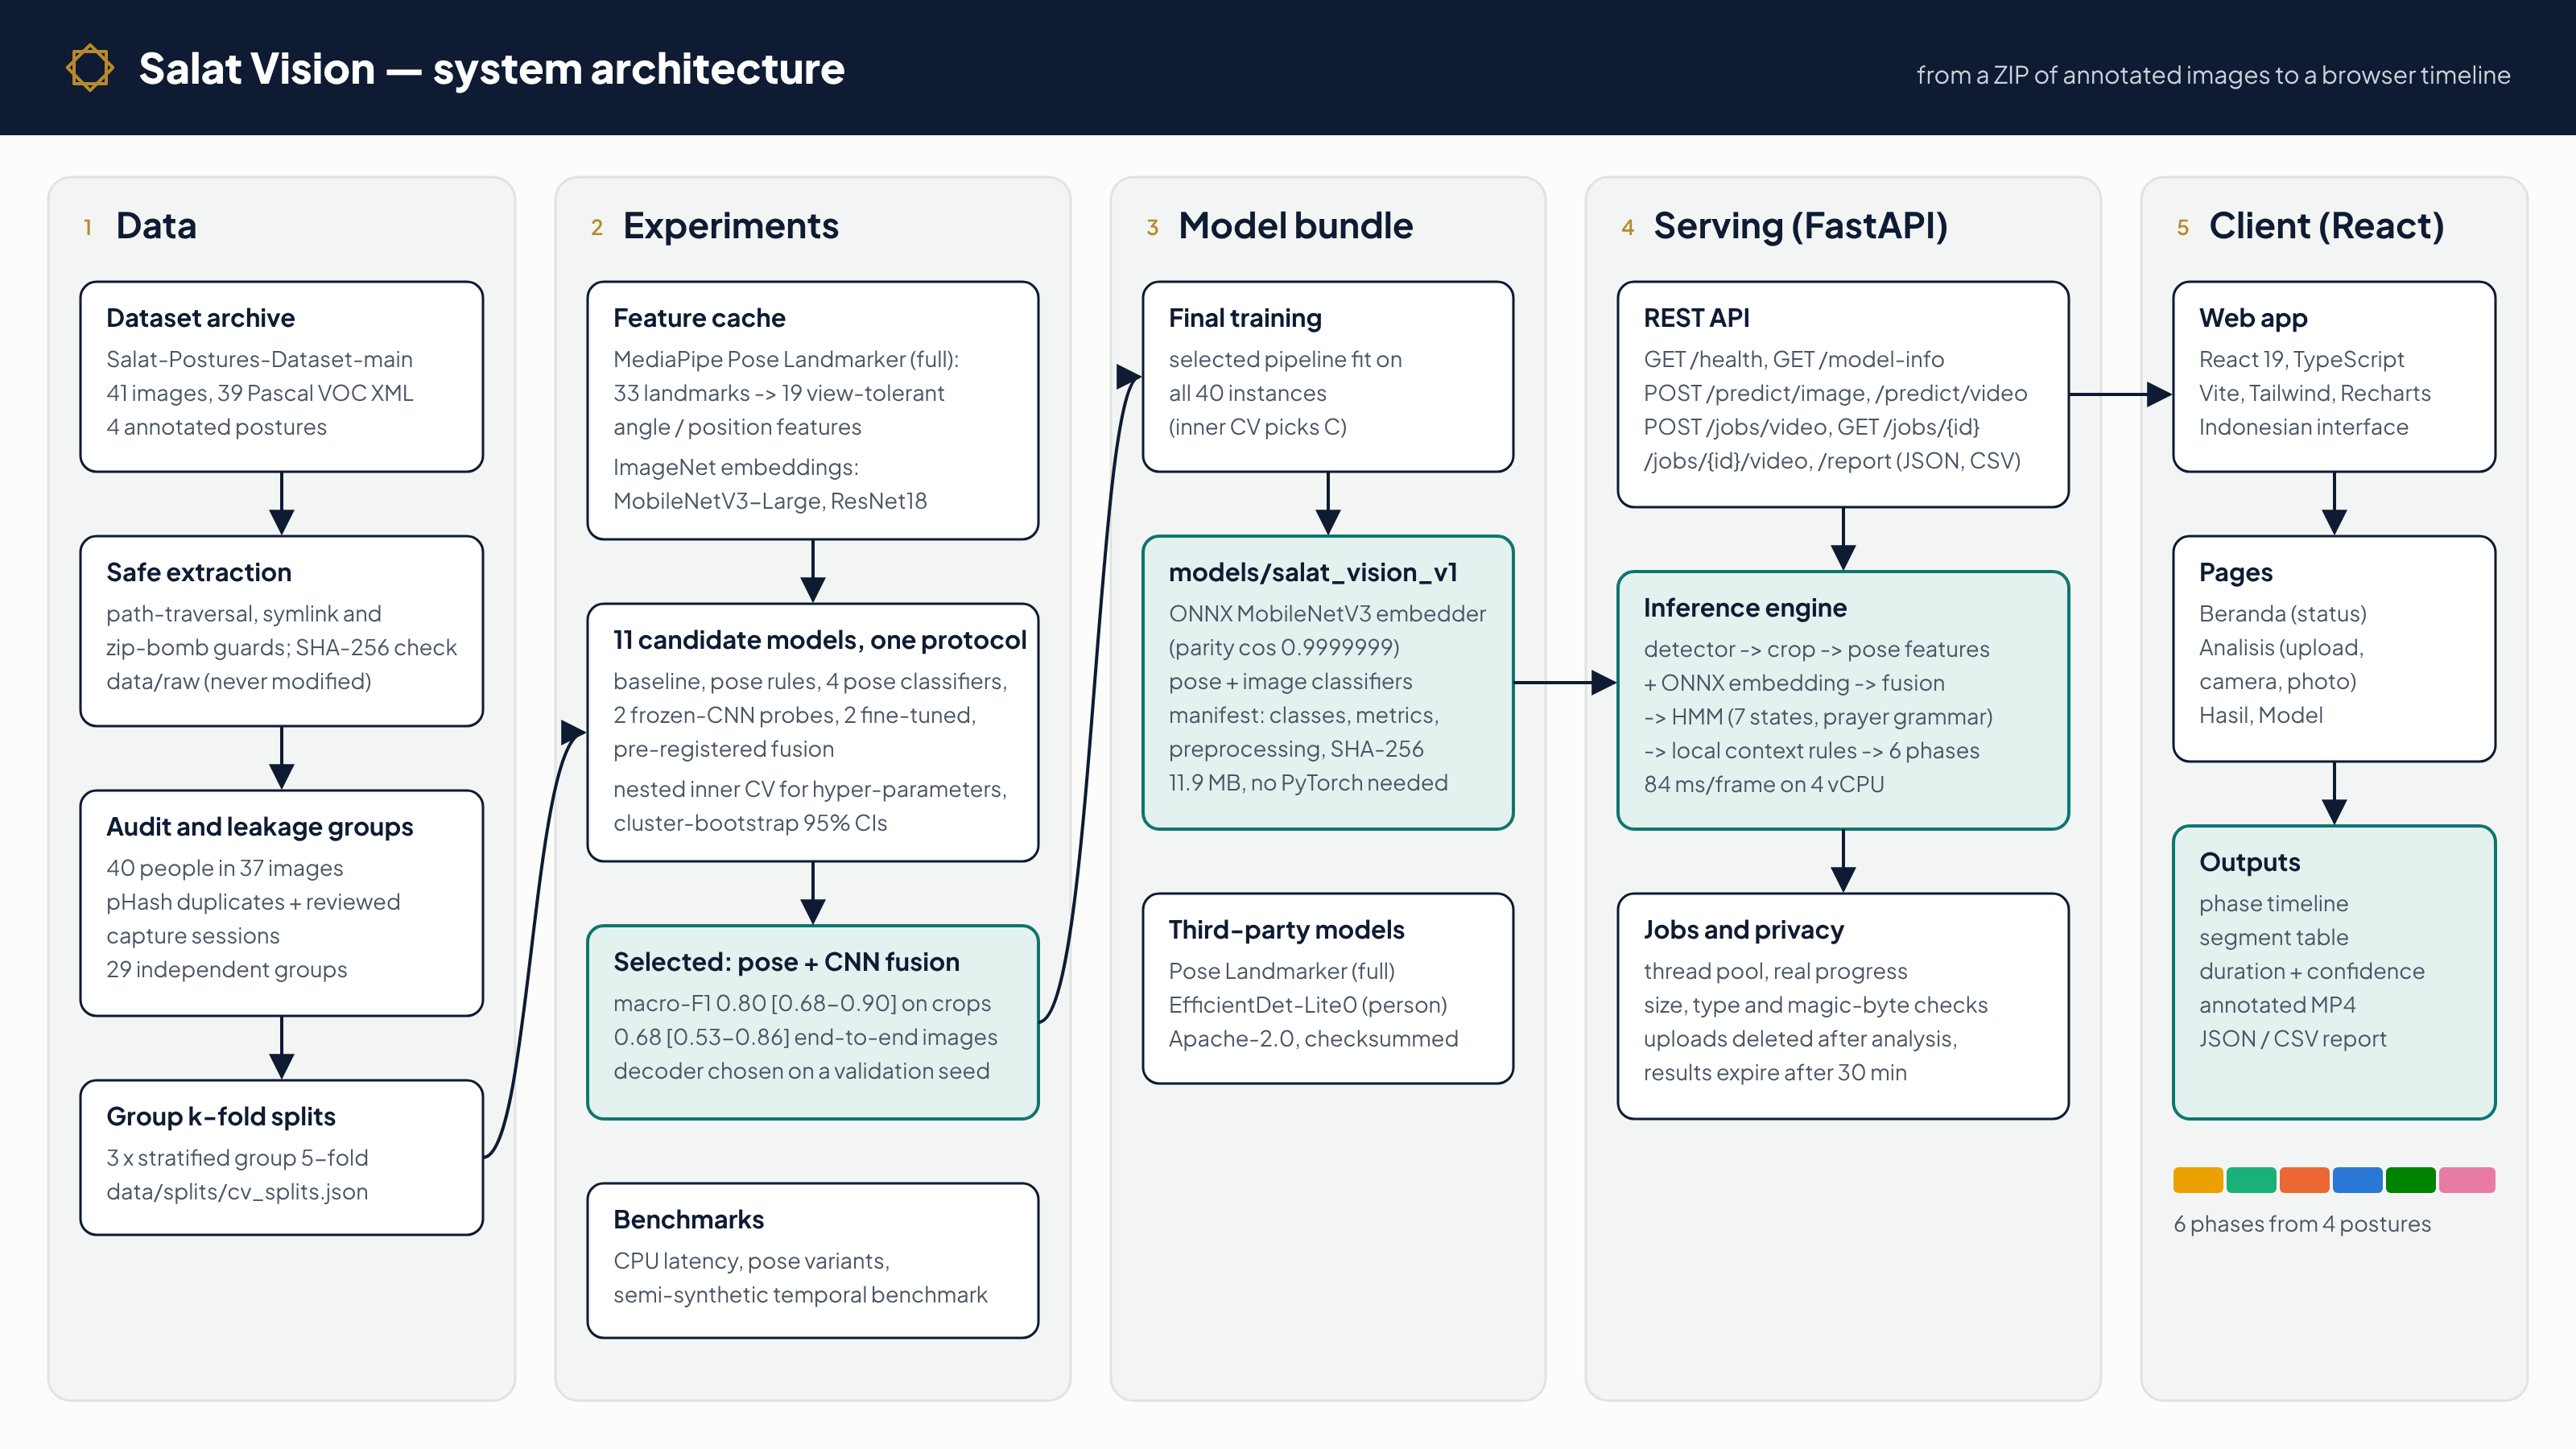 Salat Vision — system architecture
from a ZIP of annotated images to a browser timeline
1 Data
Dataset archive
Salat-Postures-Dataset-main
41 images, 39 Pascal VOC XML
4 annotated postures
Safe extraction
path-traversal, symlink and
zip-bomb guards; SHA-256 check
data/raw (never modified)
Audit and leakage groups
40 people in 37 images
pHash duplicates + reviewed
capture sessions
29 independent groups
Group k-fold splits
3 x stratified group 5-fold
data/splits/cv_splits.json
2 Experiments
Feature cache
MediaPipe Pose Landmarker (full):
33 landmarks -> 19 view-tolerant
angle / position features
ImageNet embeddings:
MobileNetV3-Large, ResNet18
11 candidate models, one protocol
baseline, pose rules, 4 pose classifiers,
2 frozen-CNN probes, 2 fine-tuned,
pre-registered fusion
nested inner CV for hyper-parameters,
cluster-bootstrap 95% CIs
Selected: pose + CNN fusion
macro-F1 0.80 [0.68–0.90] on crops
0.68 [0.53–0.86] end-to-end images
decoder chosen on a validation seed
Benchmarks
CPU latency, pose variants,
semi-synthetic temporal benchmark
3 Model bundle
Final training
selected pipeline fit on
all 40 instances
(inner CV picks C)
models/salat_vision_v1
ONNX MobileNetV3 embedder
(parity cos 0.9999999)
pose + image classifiers
manifest: classes, metrics,
preprocessing, SHA-256
11.9 MB, no PyTorch needed
Third-party models
Pose Landmarker (full)
EfficientDet-Lite0 (person)
Apache-2.0, checksummed
4 Serving (FastAPI)
REST API
GET /health, GET /model-info
POST /predict/image, /predict/video
POST /jobs/video, GET /jobs/{id}
/jobs/{id}/video, /report (JSON, CSV)
Inference engine
detector -> crop -> pose features
+ ONNX embedding -> fusion
-> HMM (7 states, prayer grammar)
-> local context rules -> 6 phases
84 ms/frame on 4 vCPU
Jobs and privacy
thread pool, real progress
size, type and magic-byte checks
uploads deleted after analysis,
results expire after 30 min
5 Client (React)
Web app
React 19, TypeScript
Vite, Tailwind, Recharts
Indonesian interface
Pages
Beranda (status)
Analisis (upload,
camera, photo)
Hasil, Model
Outputs
phase timeline
segment table
duration + confidence
annotated MP4
JSON / CSV report
6 phases from 4 postures